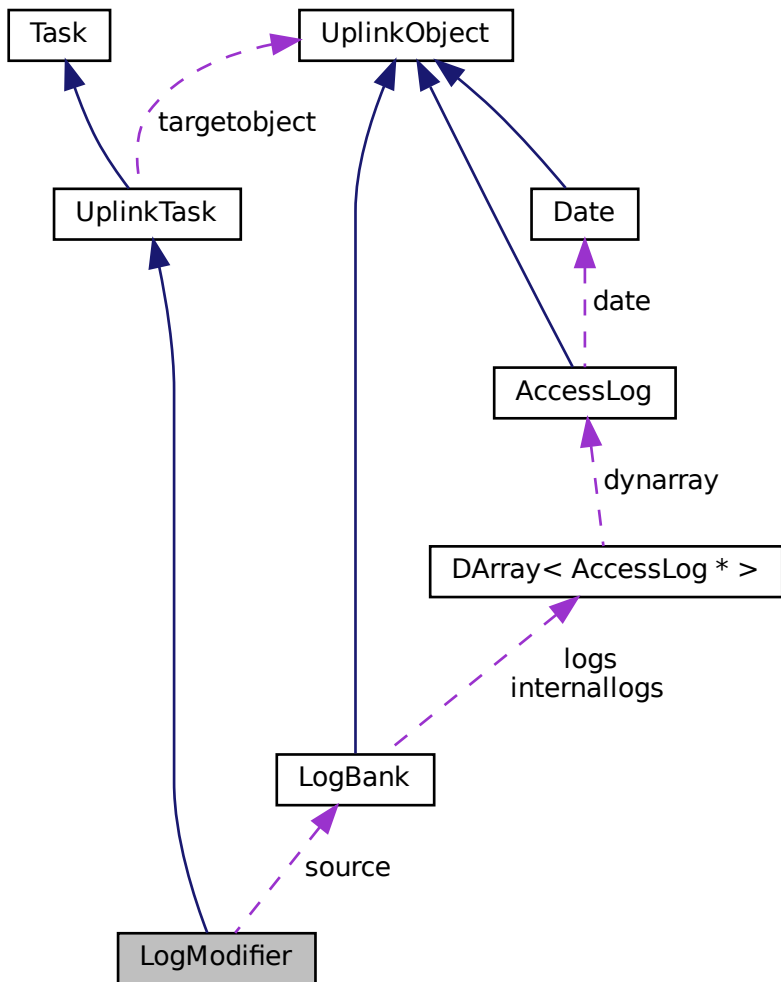 Task
UplinkObject
targetobject
UplinkTask
Date
date
AccessLog
dynarray
DArray< AccessLog * >
logs
internallogs
LogBank
source
LogModifier